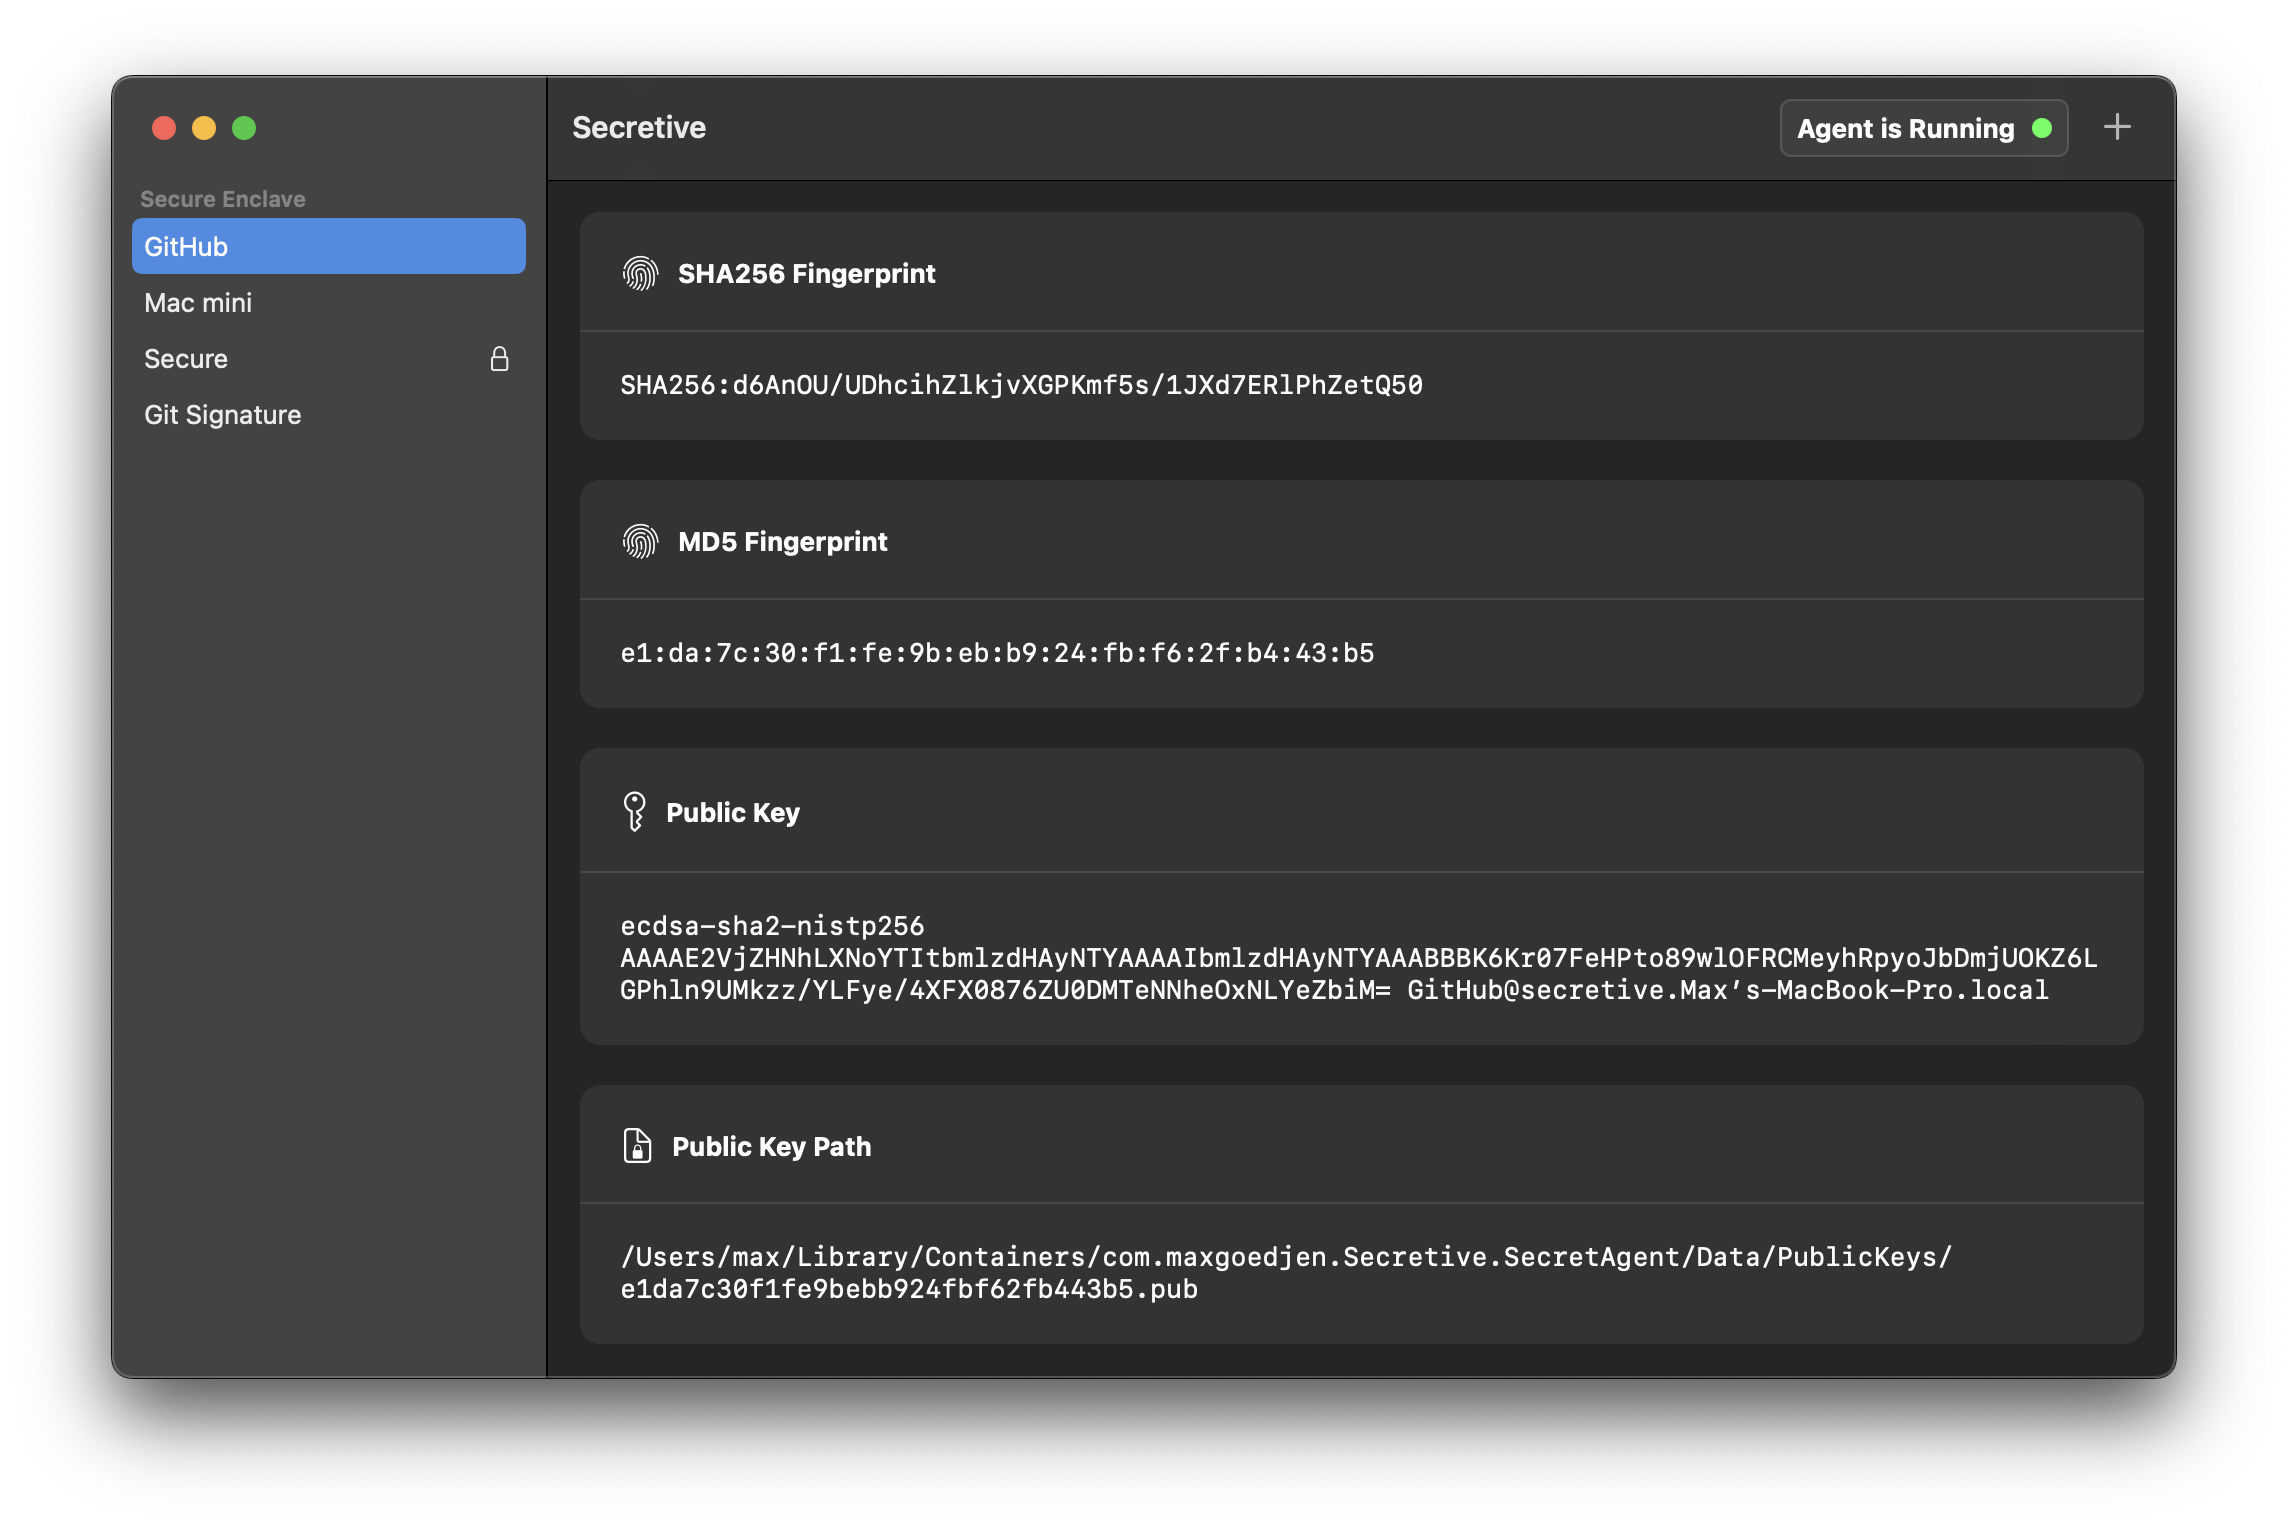 Secretive
Agent is Running
Secure Enclave
GitHub
Mac mini
Secure
Git Signature
SHA256 Fingerprint
SHA256:d6AnOU/UDhcihZlkjvXGPKmf5s/1JXd7ERlPhZetQ50
MD5 Fingerprint
e1:da:7c:30:f1:fe:9b:eb:b9:24:fb:f6:2f:b4:43:b5
Public Key
ecdsa-sha2-nistp256
AAAAE2VjZHNhLXNoYTItbmlzdHAyNTYAAAAIbmlzdHAyNTYAAABBBK6Kr07FeHPto89wlOFRCMeyhRpyoJbDmjUOKZ6L
GPhln9UMkzz/YLFye/4XFX0876ZU0DMTeNNheOxNLYeZbiM= GitHub@secretive.Max’s-MacBook-Pro.local
Public Key Path
/Users/max/Library/Containers/com.maxgoedjen.Secretive.SecretAgent/Data/PublicKeys/
e1da7c30f1fe9bebb924fbf62fb443b5.pub